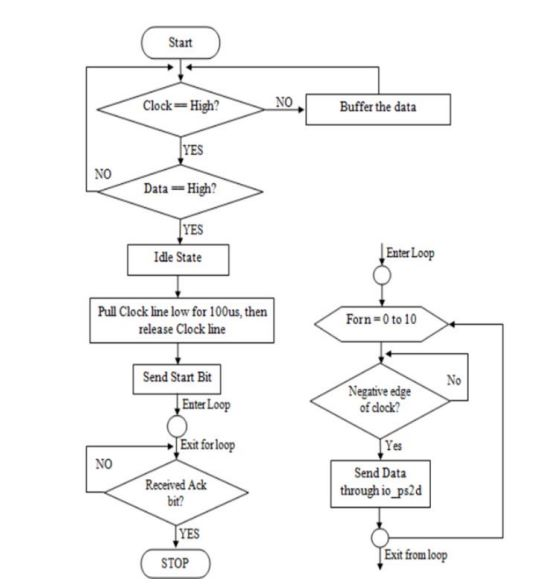 Start
Clock == High?
NO
Buffer the data
YES
NO
Data == High?
YES
Idle State
Pull Clock line low for 100us, then
release Clock line
Send Start Bit
Enter Loop
Exit for loop
NO
Received Ack
bit?
YES
STOP
Enter Loop
For n = 0 to 10
No
Negative edge
of clock?
Yes
Send Data
through io_ps2d
Exit from loop